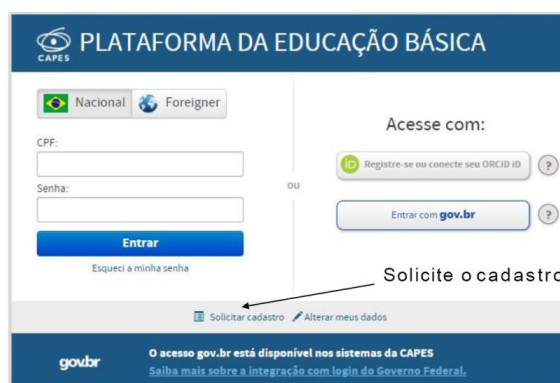 CAPES
PLATAFORMA DA EDUCAÇÃO BÁSICA
Nacional
Foreigner
CPF:
Senha:
Entrar
Esqueci a minha senha
ou
Acesse com:
iD Registre-se ou conecte seu ORCID iD ?
Entrar com gov.br ?
Solicite o cadastro
Solicitar cadastro Alterar meus dados
gov.br
O acesso gov.br está disponível nos sistemas da CAPES
Saiba mais sobre a integração com login do Governo Federal.